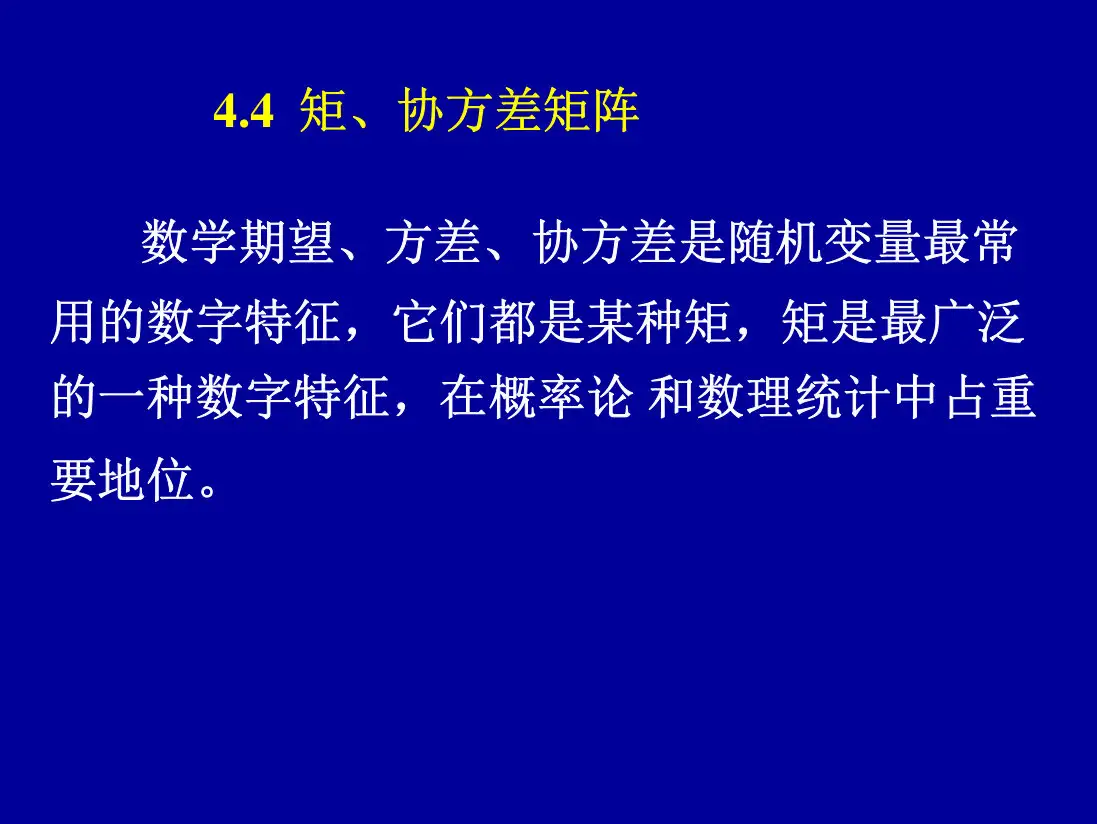 4.4 矩、协方差矩阵
数学期望、方差、协方差是随机变量最常
用的数字特征，它们都是某种矩，矩是最广泛
的一种数字特征，在概率论 和数理统计中占重
要地位。